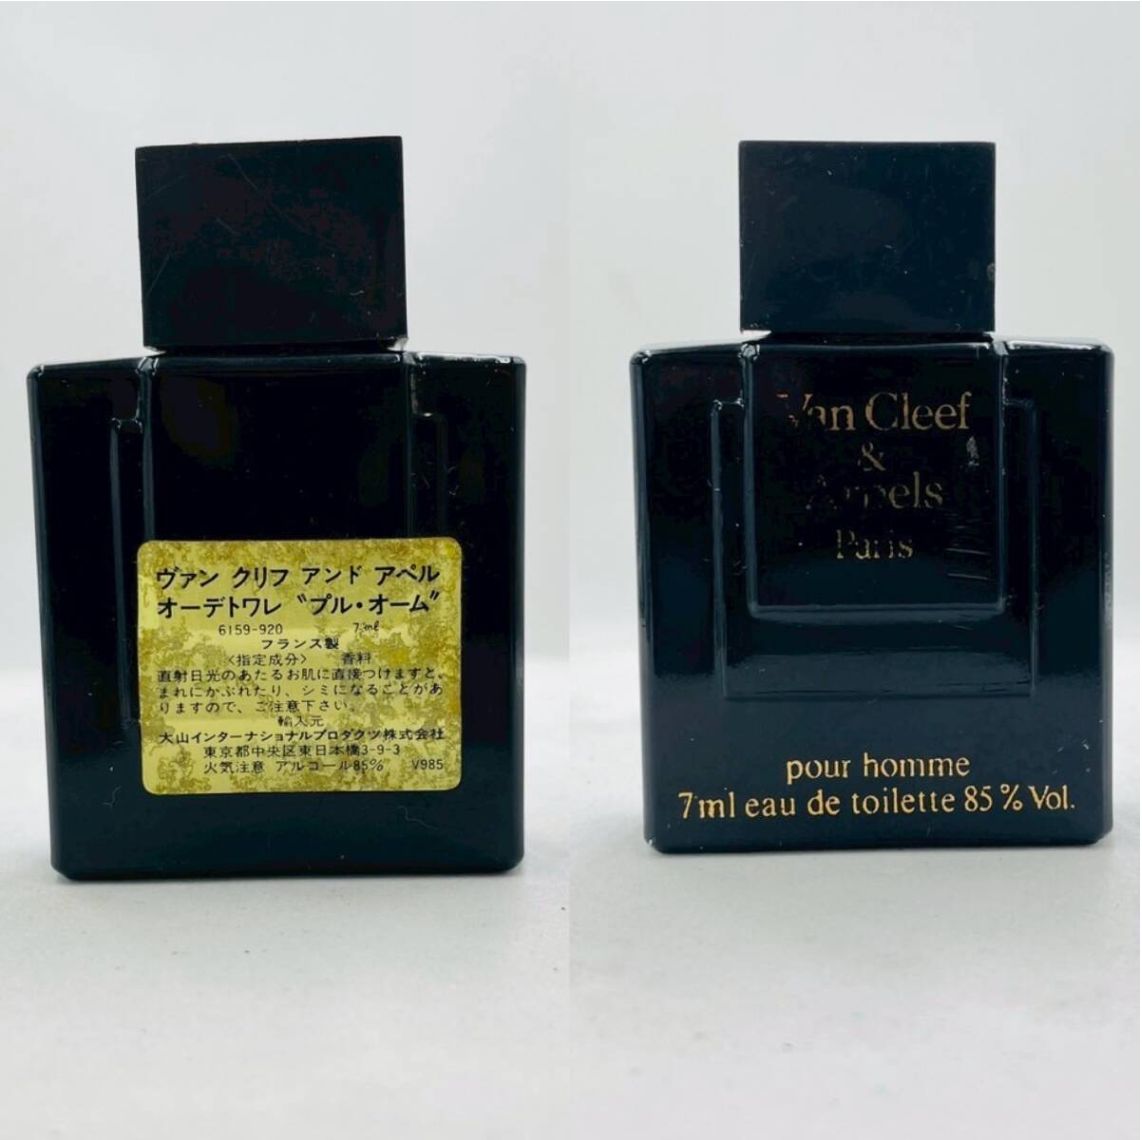 ヴァン クリフ アンド アペル
オーデトワレ “プル・オーム”
6159-920 7ml
フランス製
〈指定成分〉 香料
直射日光のあたるお肌に直接つけますと、
まれにかぶれたり、シミになることがあ
りますので、ご注意下さい。
輸入元
大山インターナショナルプロダクツ株式会社
東京都中央区東日本橋3-9-3
火気注意 アルコール85% V985
Van Cleef
&
Arpels
Paris
pour homme
7ml eau de toilette 85 % Vol.